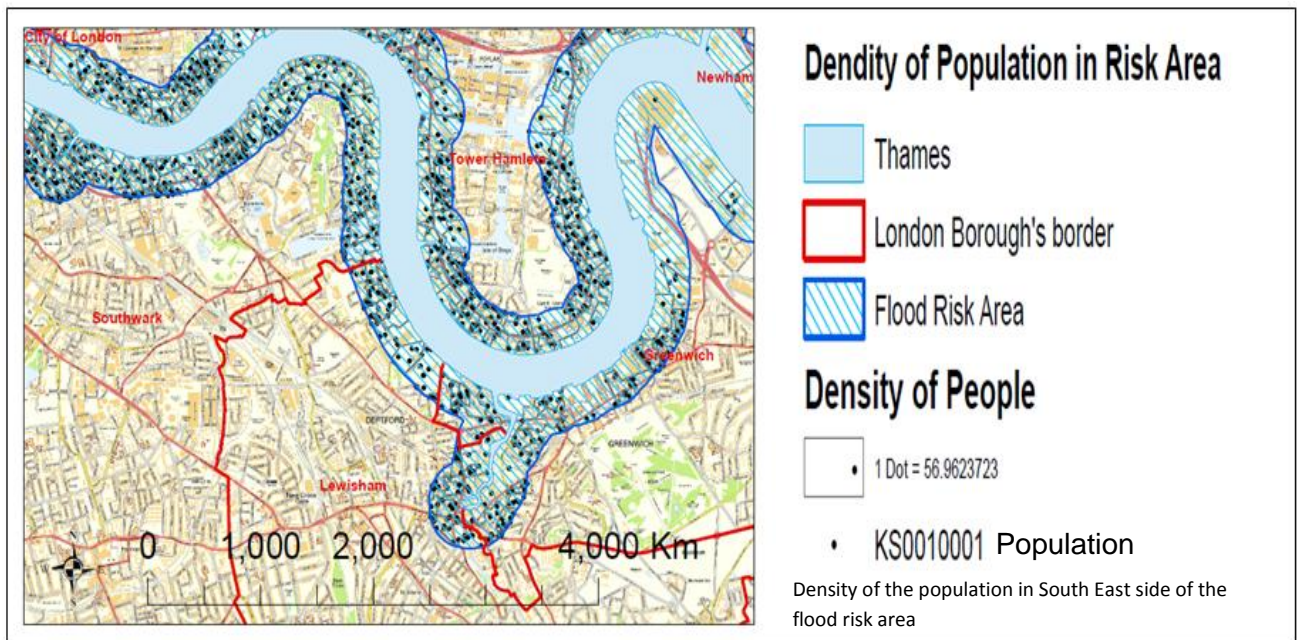 City of London
POPLAR
Newham
Tower Hamlets
Southwark
Greenwich
DEPTFORD
GREENWICH
Lewisham
0 1,000 2,000 4,000 Km
Dendity of Population in Risk Area
Thames
London Borough's border
Flood Risk Area
Density of People
1 Dot = 56.9623723
KS0010001 Population
Density of the population in South East side of the
flood risk area